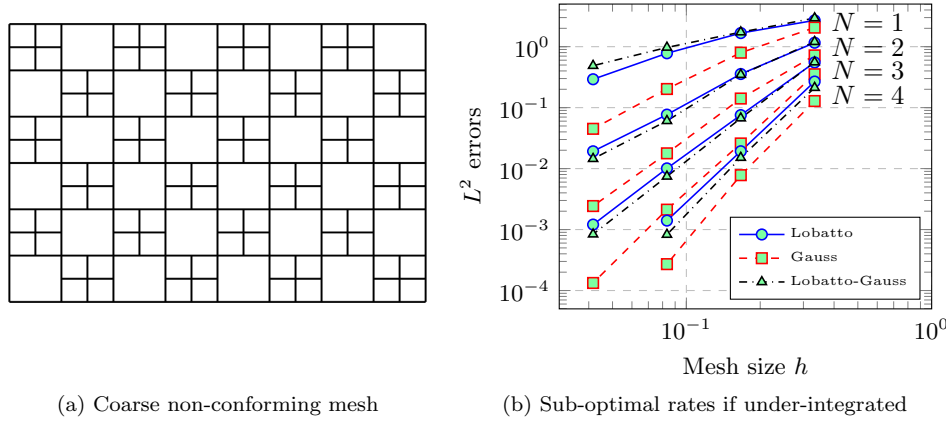 10^0
10^{-1}
10^{-2}
10^{-3}
10^{-4}
L^2 errors
N = 1
N = 2
N = 3
N = 4
Lobatto
Gauss
Lobatto-Gauss
10^{-1}
10^0
Mesh size h
(a) Coarse non-conforming mesh
(b) Sub-optimal rates if under-integrated